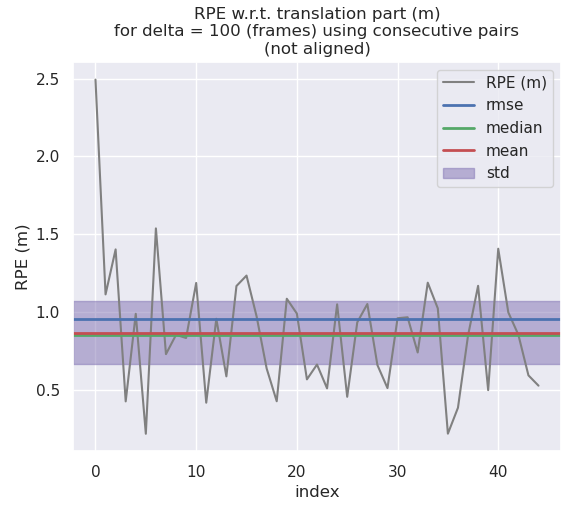 RPE w.r.t. translation part (m)
for delta = 100 (frames) using consecutive pairs
(not aligned)
RPE (m)
rmse
median
mean
std
RPE (m)
2.5
2.0
1.5
1.0
0.5
0
10
20
30
40
index